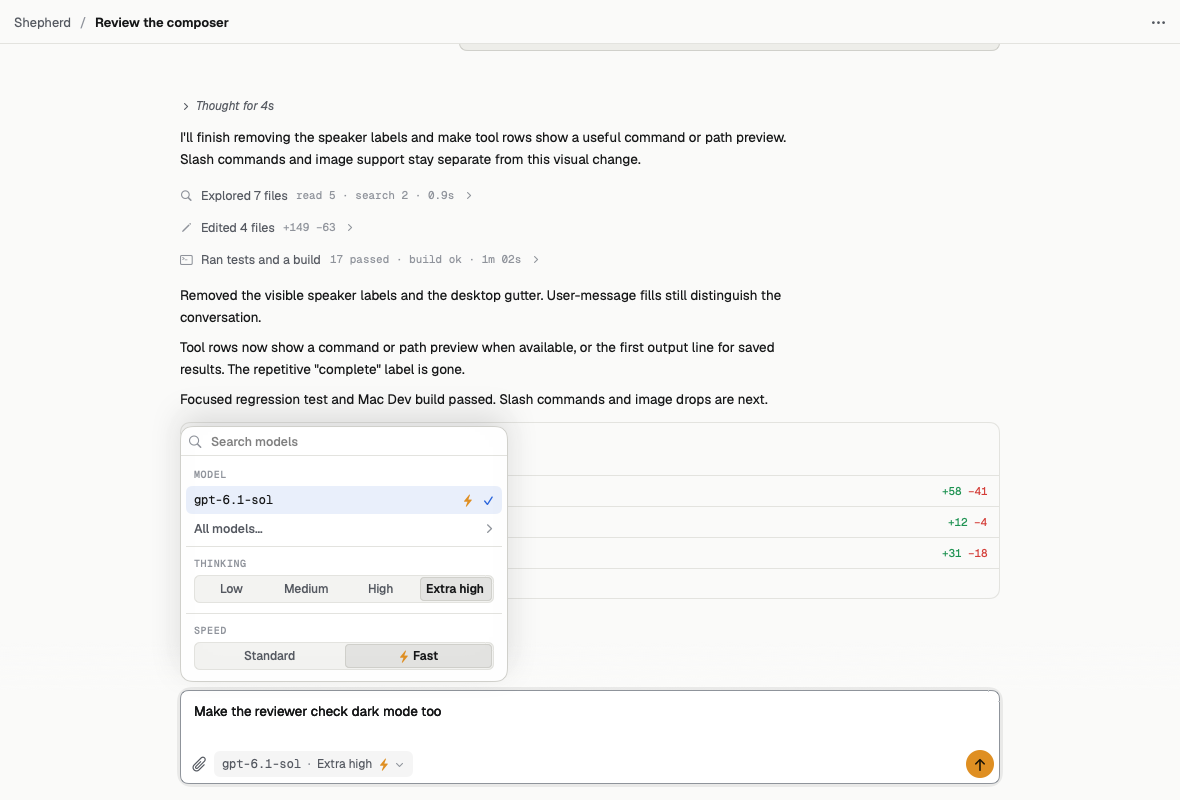 Shepherd / Review the composer
Thought for 4s
I'll finish removing the speaker labels and make tool rows show a useful command or path preview.
Slash commands and image support stay separate from this visual change.
Explored 7 files read 5 · search 2 · 0.9s
Edited 4 files +149 −63
Ran tests and a build 17 passed · build ok · 1m 02s
Removed the visible speaker labels and the desktop gutter. User-message fills still distinguish the
conversation.
Tool rows now show a command or path preview when available, or the first output line for saved
results. The repetitive "complete" label is gone.
Focused regression test and Mac Dev build passed. Slash commands and image drops are next.
Search models
MODEL
gpt-6.1-sol
All models...
THINKING
Low Medium High Extra high
SPEED
Standard Fast
+58 −41
+12 −4
+31 −18
Make the reviewer check dark mode too
gpt-6.1-sol · Extra high